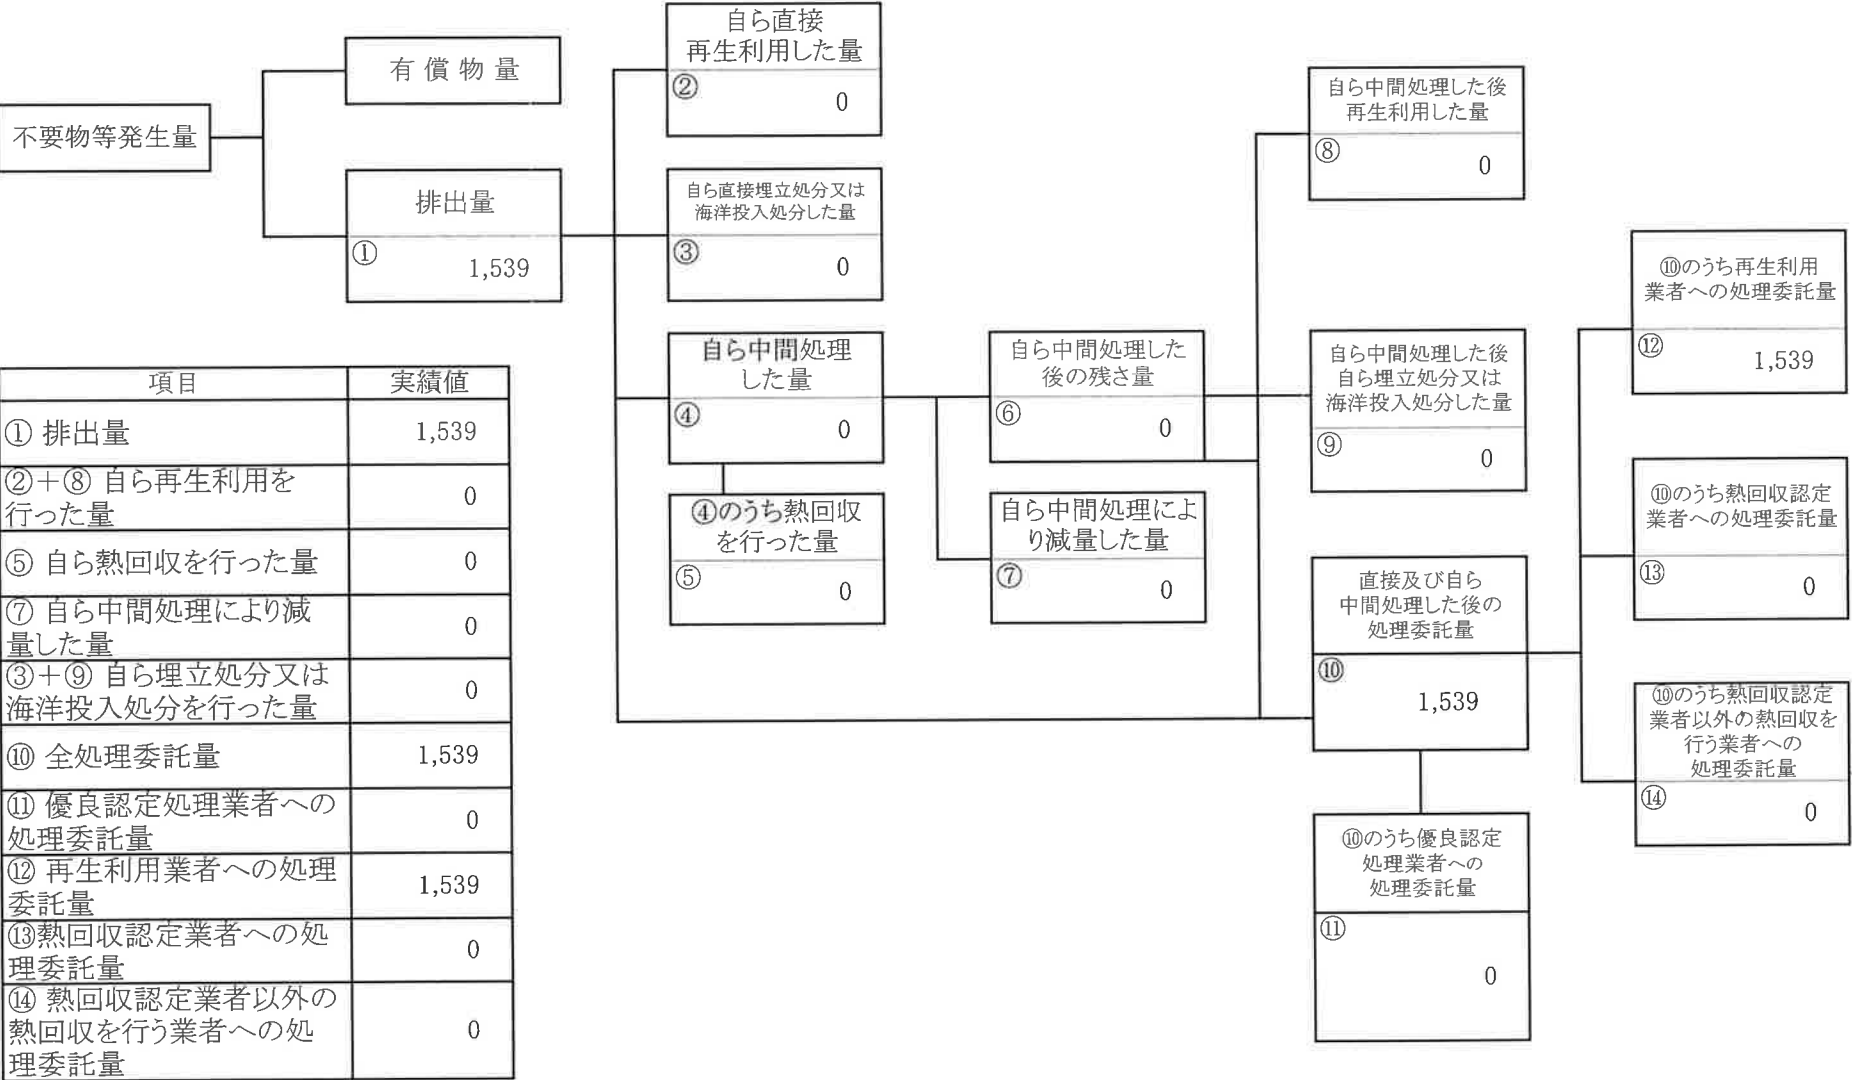 不要物等発生量
有償物量
排出量
①
1,539
自ら直接
再生利用した量
②
0
自ら直接埋立処分又は
海洋投入処分した量
③
0
自ら中間処理
した量
④
0
④のうち熱回収
を行った量
⑤
0
自ら中間処理した
後の残さ量
⑥
0
自ら中間処理によ
り減量した量
⑦
0
自ら中間処理した後
再生利用した量
⑧
0
自ら中間処理した後
自ら埋立処分又は
海洋投入処分した量
⑨
0
直接及び自ら
中間処理した後の
処理委託量
⑩
1,539
⑩のうち優良認定
処理業者への
処理委託量
⑪
0
⑩のうち再生利用
業者への処理委託量
⑫
1,539
⑩のうち熱回収認定
業者への処理委託量
⑬
0
⑩のうち熱回収認定
業者以外の熱回収を
行う業者への
処理委託量
⑭
0
項目 実績値
① 排出量 1,539
②＋⑧ 自ら再生利用を
行った量 0
⑤ 自ら熱回収を行った量 0
⑦ 自ら中間処理により減
量した量 0
③＋⑨ 自ら埋立処分又は
海洋投入処分を行った量 0
⑩ 全処理委託量 1,539
⑪ 優良認定処理業者への
処理委託量 0
⑫ 再生利用業者への処理
委託量 1,539
⑬熱回収認定業者への処
理委託量 0
⑭ 熱回収認定業者以外の
熱回収を行う業者への処
理委託量 0